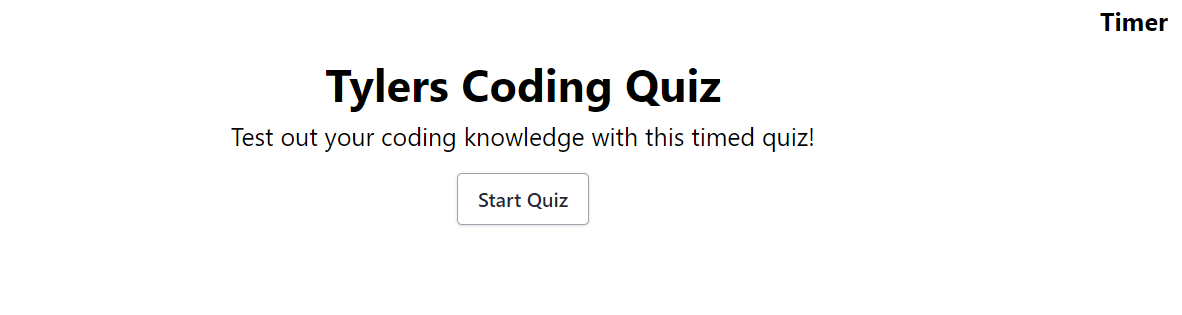 Timer
Tylers Coding Quiz
Test out your coding knowledge with this timed quiz!
Start Quiz